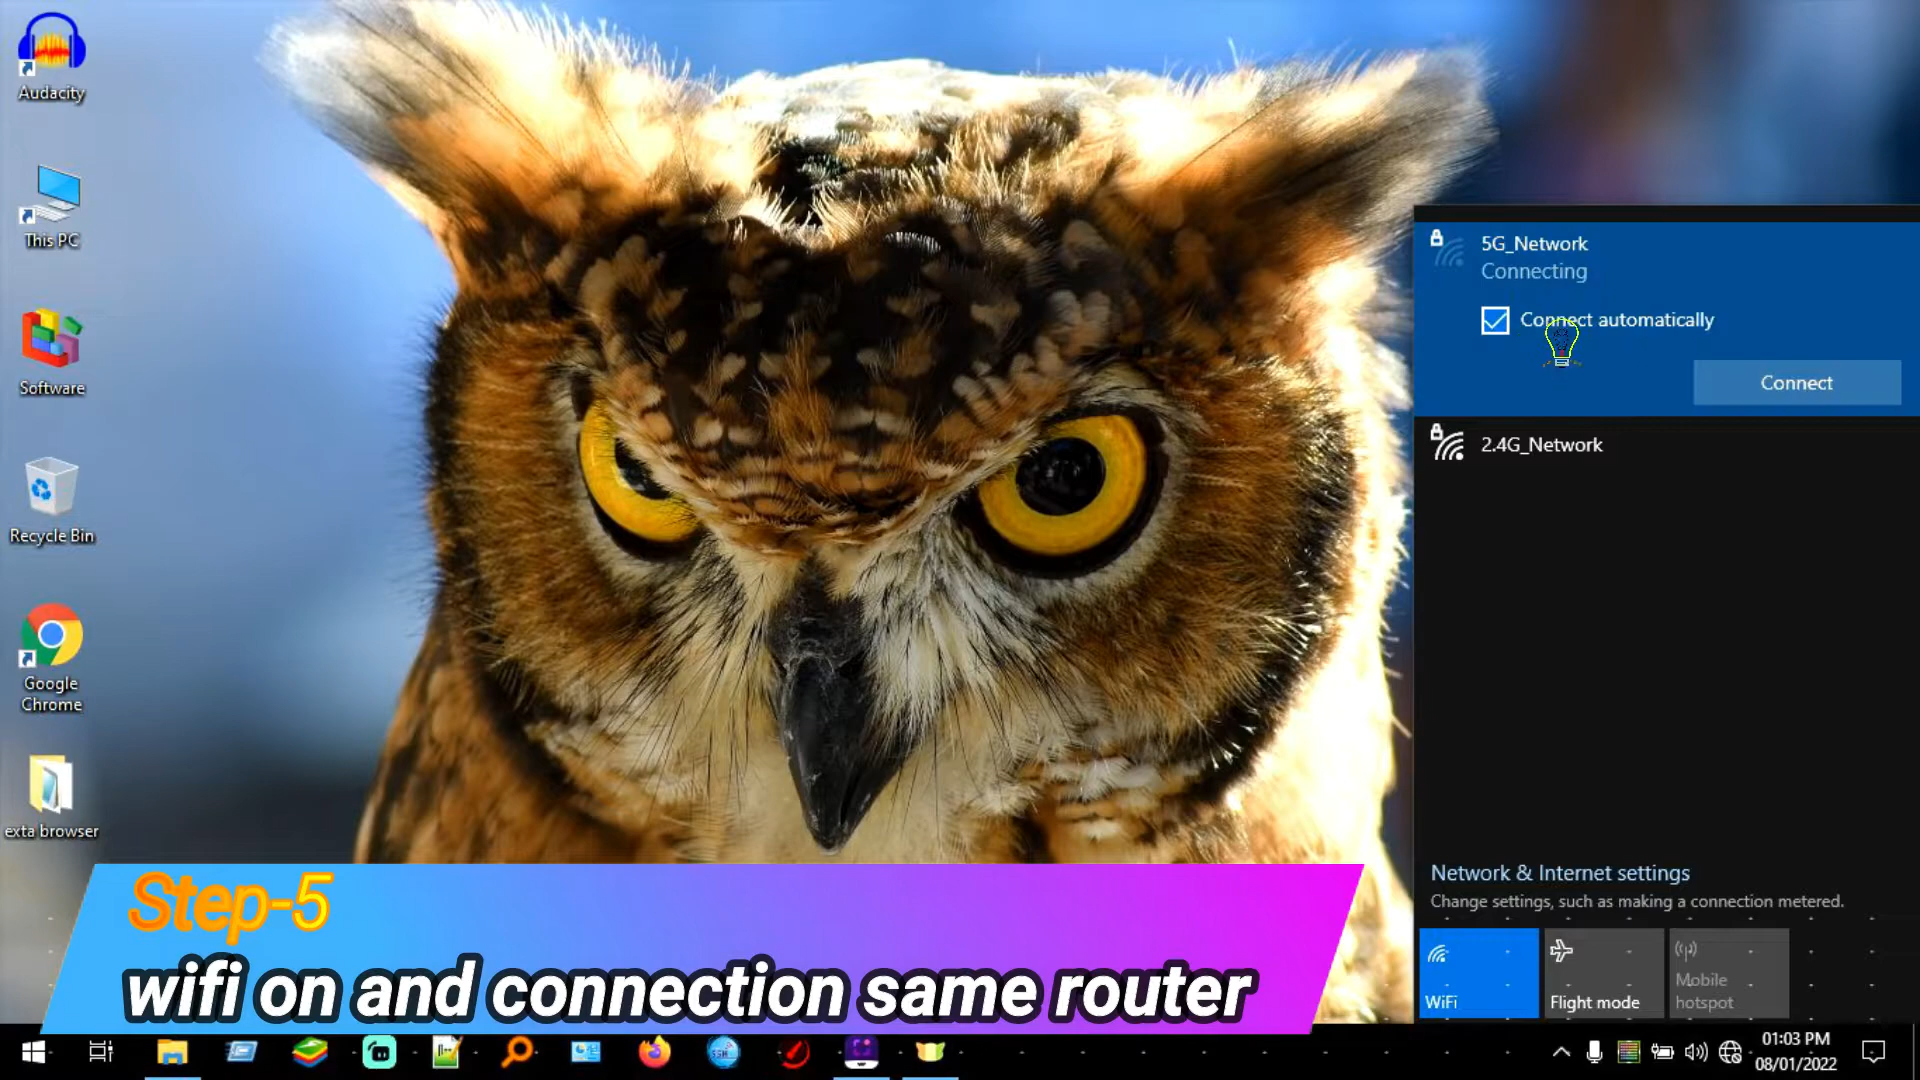 Audacity
This PC
Software
Recycle Bin
Google
Chrome
exta browser
5G_Network
Connecting
Connect automatically
Connect
2.4G_Network
Network & Internet settings
Change settings, such as making a connection metered.
WiFi
Flight mode
Mobile
hotspot
Step-5
wifi on and connection same router
01:03 PM
08/01/2022